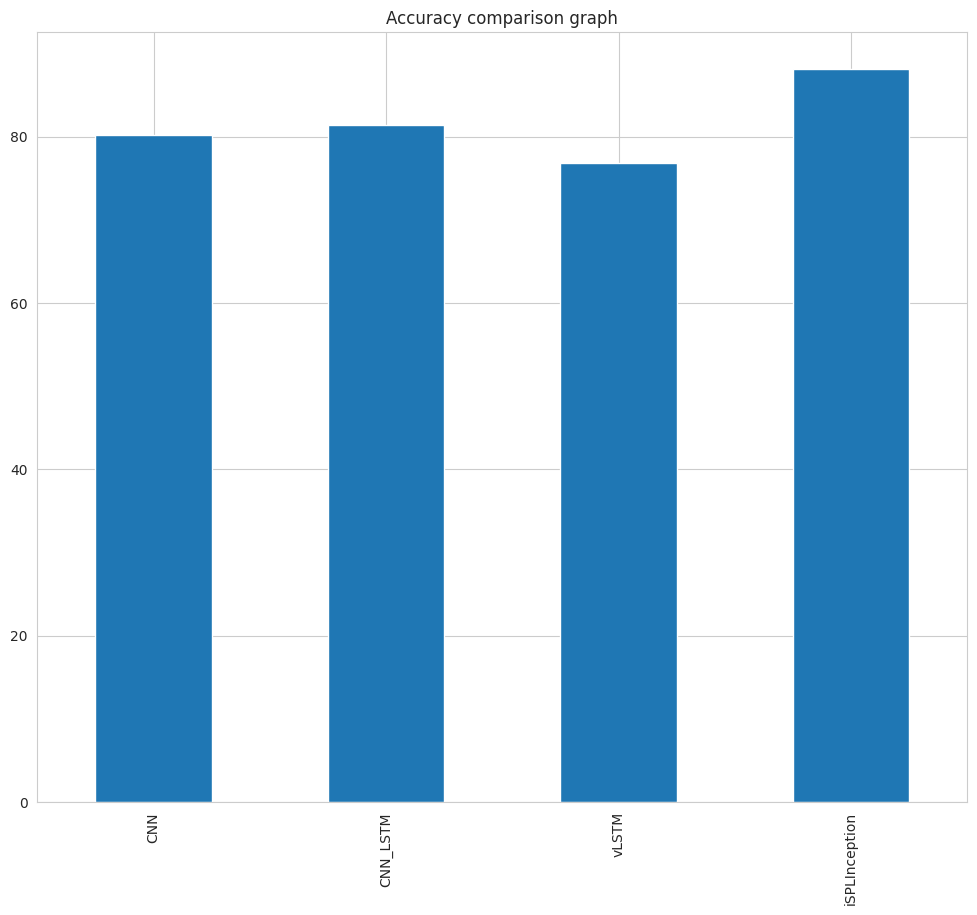 Accuracy comparison graph
80
60
40
20
0
CNN
CNN_LSTM
vLSTM
iSPLInception